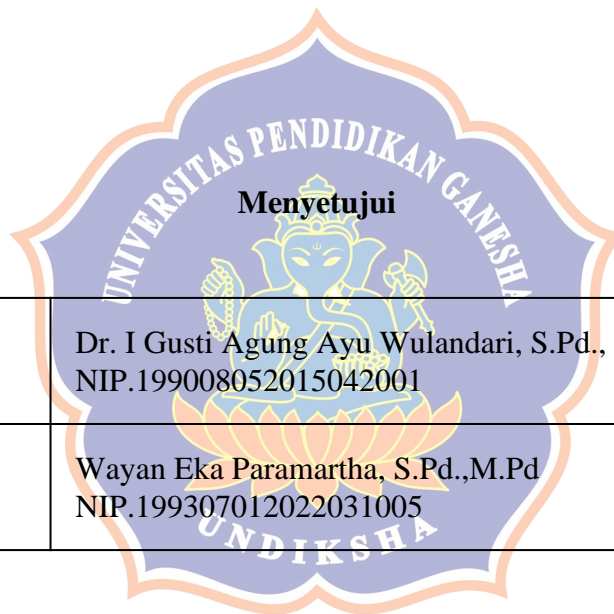 UNIVERSITAS PENDIDIKAN GANESHA
Menyetujui
Dr. I Gusti Agung Ayu Wulandari, S.Pd.,
NIP.199008052015042001
Wayan Eka Paramartha, S.Pd.,M.Pd
NIP.199307012022031005
UNDIKSHA